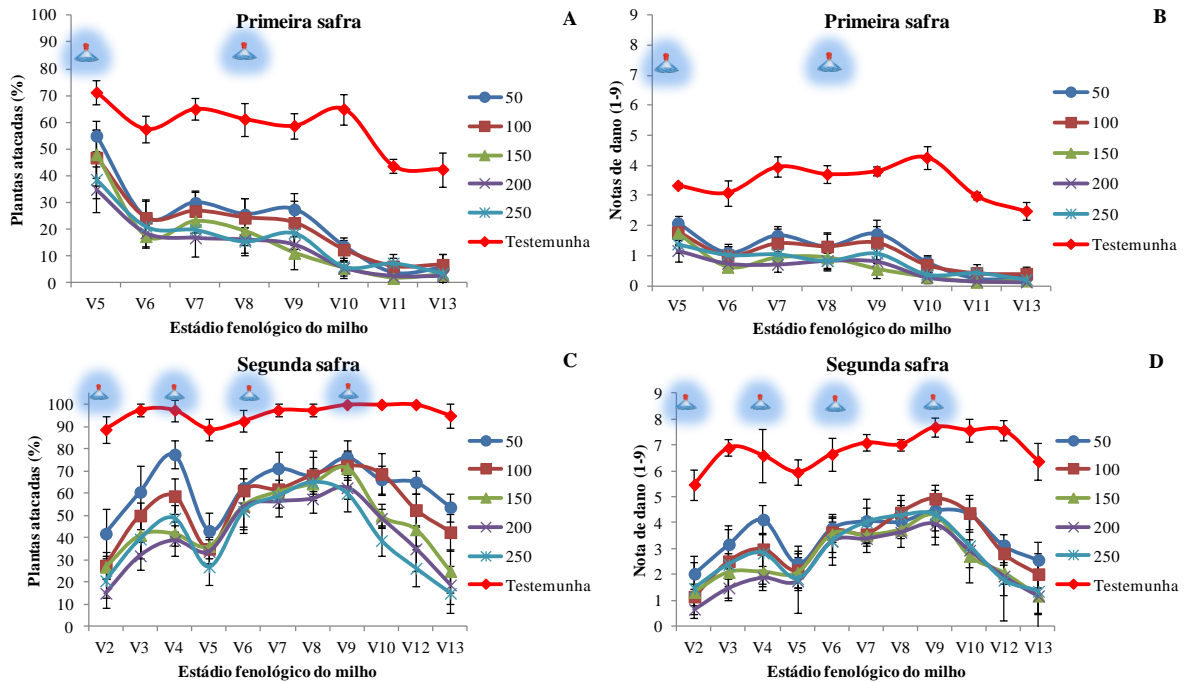 Primeira safra
A
Plantas atacadas (%)
100
90
80
70
60
50
40
30
20
10
0
V5 V6 V7 V8 V9 V10 V11 V13
Estádio fenológico do milho
50
100
150
200
250
Testemunha
Primeira safra
B
Notas de dano (1-9)
9
8
7
6
5
4
3
2
1
0
V5 V6 V7 V8 V9 V10 V11 V13
Estádio fenológico do milho
50
100
150
200
250
Testemunha
Segunda safra
C
Plantas atacadas (%)
100
90
80
70
60
50
40
30
20
10
0
V2 V3 V4 V5 V6 V7 V8 V9 V10 V12 V13
Estádio fenológico do milho
50
100
150
200
250
Testemunha
Segunda safra
D
Nota de dano (1-9)
9
8
7
6
5
4
3
2
1
0
V2 V3 V4 V5 V6 V7 V8 V9 V10 V12 V13
Estádio fenológico do milho
50
100
150
200
250
Testemunha